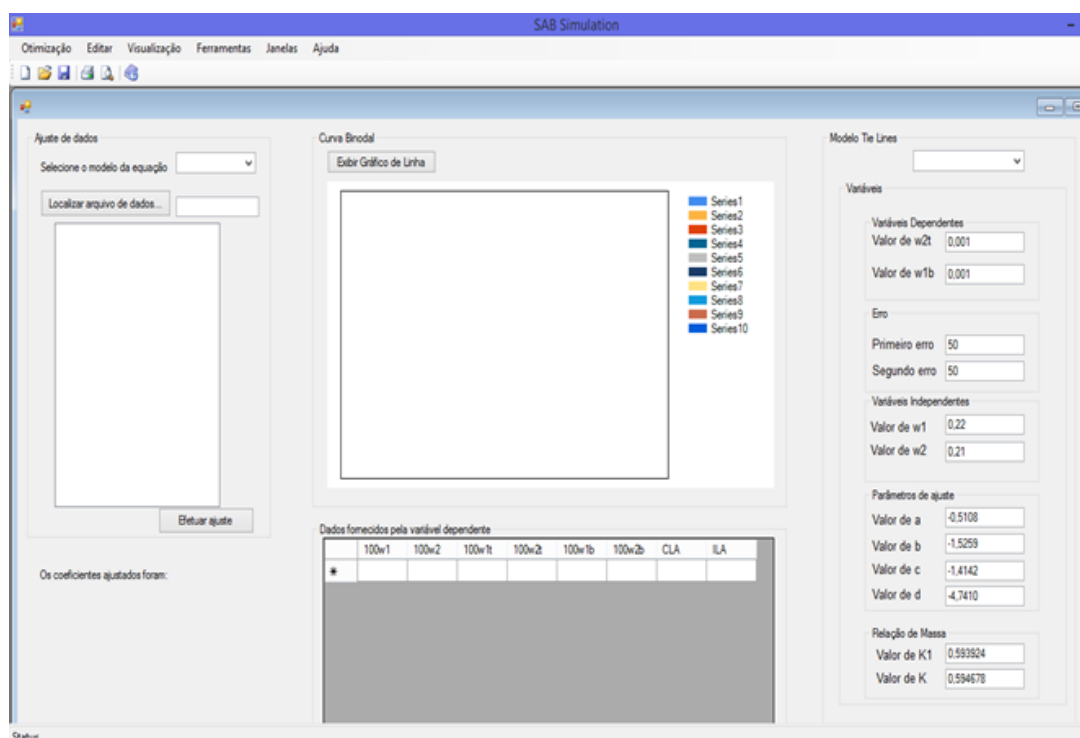 SAB Simulation
Otimização Editar Visualização Ferramentas Janelas Ajuda
Ajuste de dados
Selecione o modelo da equação
Localizar arquivo de dados...
Efetuar ajuste
Os coeficientes ajustados foram:
Curva Binodal
Exibir Gráfico de Linha
Series1
Series2
Series3
Series4
Series5
Series6
Series7
Series8
Series9
Series10
Dados fornecidos pela variável dependente
100w1 100w2 100w1t 100w2t 100w1b 100w2b CLA ILA
Modelo Tie Lines
Variáveis
Variáveis Dependentes
Valor de w2t 0,001
Valor de w1b 0,001
Erro
Primeiro erro 50
Segundo erro 50
Variáveis Independentes
Valor de w1 0,22
Valor de w2 0,21
Parâmetros de ajuste
Valor de a -0,5108
Valor de b -1,5259
Valor de c -1,4142
Valor de d -4,7410
Relação de Massa
Valor de K1 0,593924
Valor de K 0,594678
Status